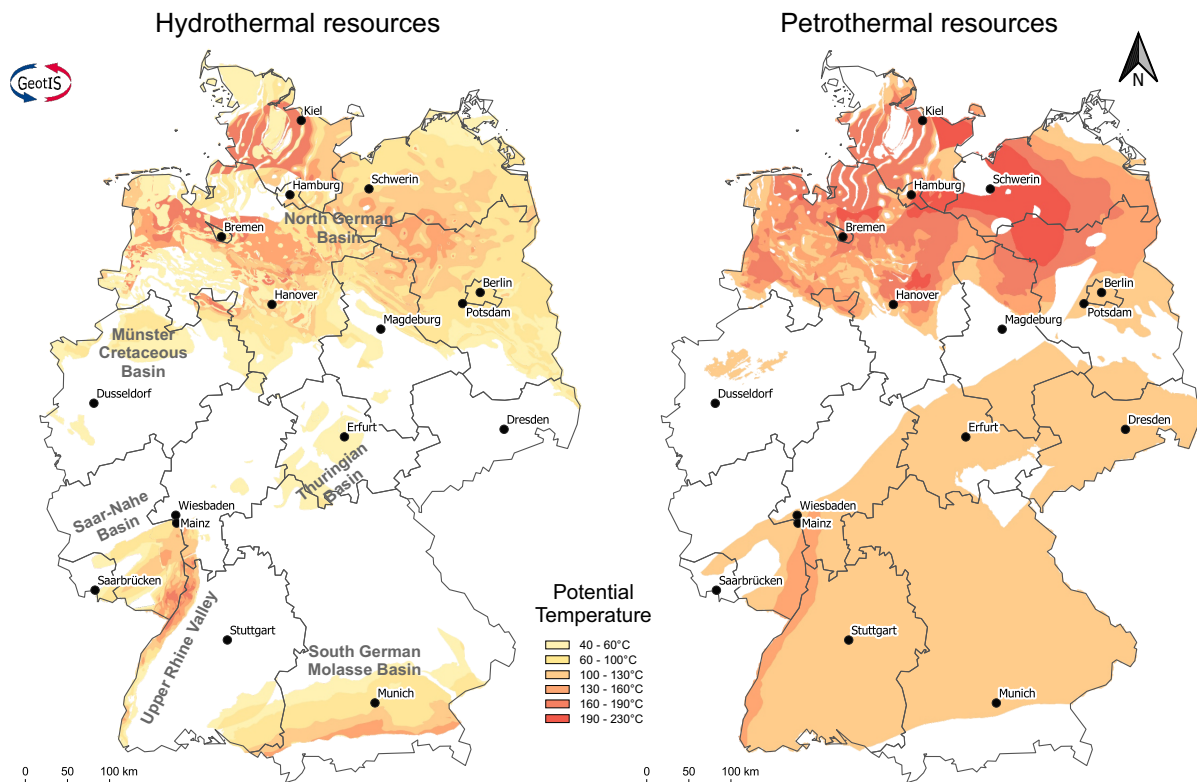 Hydrothermal resources
Petrothermal resources
GeotIS
N
Kiel
Hamburg
Schwerin
North German
Basin
Bremen
Berlin
Hanover
Potsdam
Magdeburg
Münster
Cretaceous
Basin
Dusseldorf
Dresden
Erfurt
Thuringian
Basin
Saar-Nahe
Basin
Wiesbaden
Mainz
Saarbrücken
Upper Rhine Valley
Stuttgart
South German
Molasse Basin
Munich
Kiel
Hamburg
Schwerin
Bremen
Berlin
Hanover
Potsdam
Magdeburg
Dusseldorf
Dresden
Erfurt
Wiesbaden
Mainz
Saarbrücken
Stuttgart
Munich
Potential
Temperature
40 - 60°C
60 - 100°C
100 - 130°C
130 - 160°C
160 - 190°C
190 - 230°C
0 50 100 km
0 50 100 km